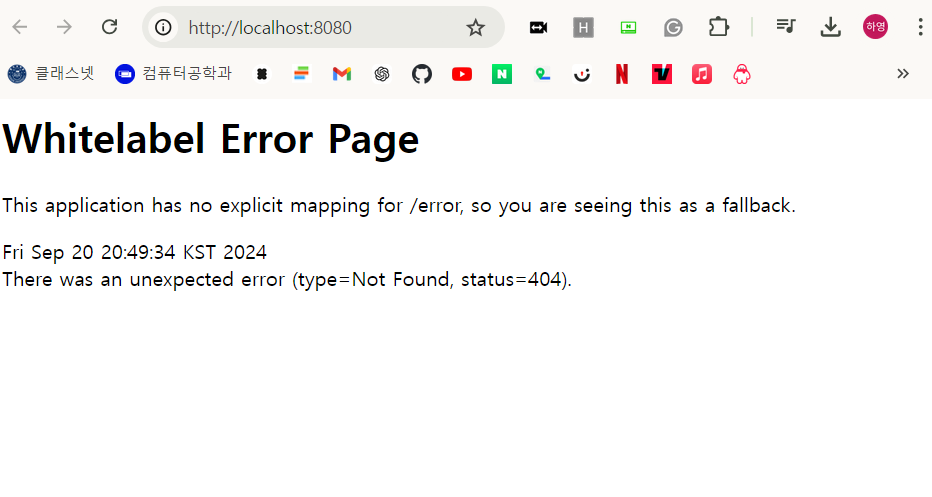 http://localhost:8080
하영
클래스넷
컴퓨터공학과
Whitelabel Error Page
This application has no explicit mapping for /error, so you are seeing this as a fallback.
Fri Sep 20 20:49:34 KST 2024
There was an unexpected error (type=Not Found, status=404).